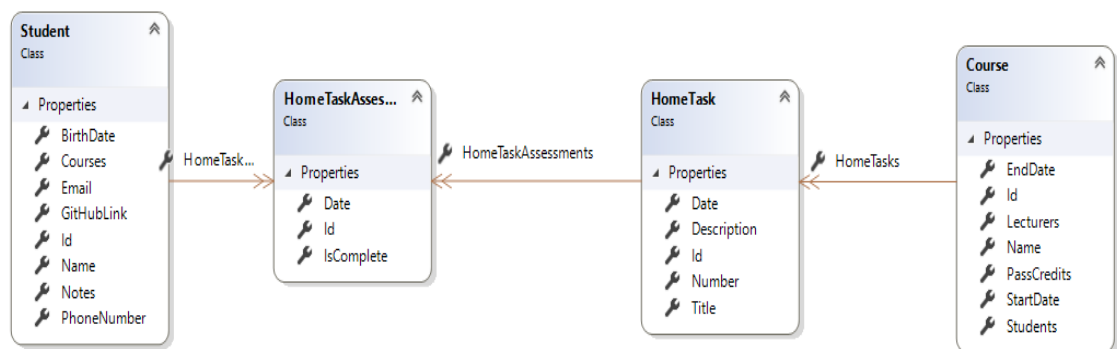 Student
Class
Properties
BirthDate
Courses
Email
GitHubLink
Id
Name
Notes
PhoneNumber
HomeTask...
HomeTaskAsses...
Class
Properties
Date
Id
IsComplete
HomeTaskAssessments
HomeTask
Class
Properties
Date
Description
Id
Number
Title
HomeTasks
Course
Class
Properties
EndDate
Id
Lecturers
Name
PassCredits
StartDate
Students